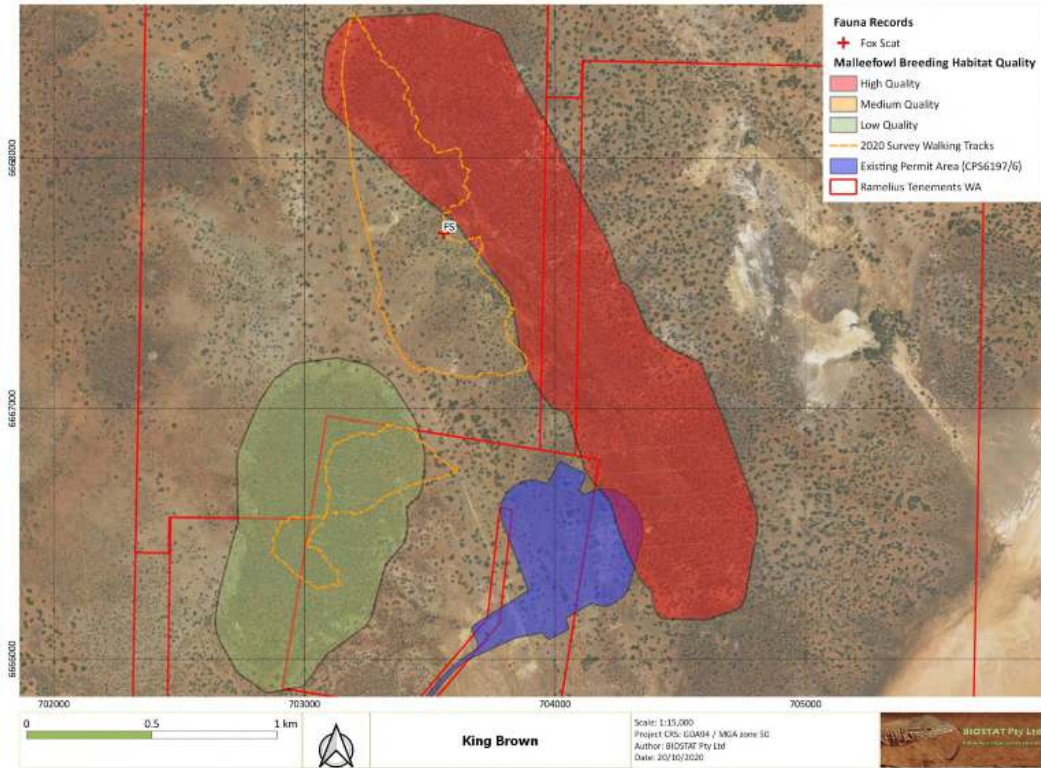 Fauna Records
Fox Scat
Malleefowl Breeding Habitat Quality
High Quality
Medium Quality
Low Quality
2020 Survey Walking Tracks
Existing Permit Area (CPS6197/6)
Ramelius Tenements WA
6668000
FS
6667000
6666000
702000
703000
704000
705000
0
0.5
1 km
King Brown
Scale: 1:15,000
Project CRS: GDA94 / MGA zone 50
Author: BIOSTAT Pty Ltd
Date: 20/10/2020
BIOSTAT Pty Ltd